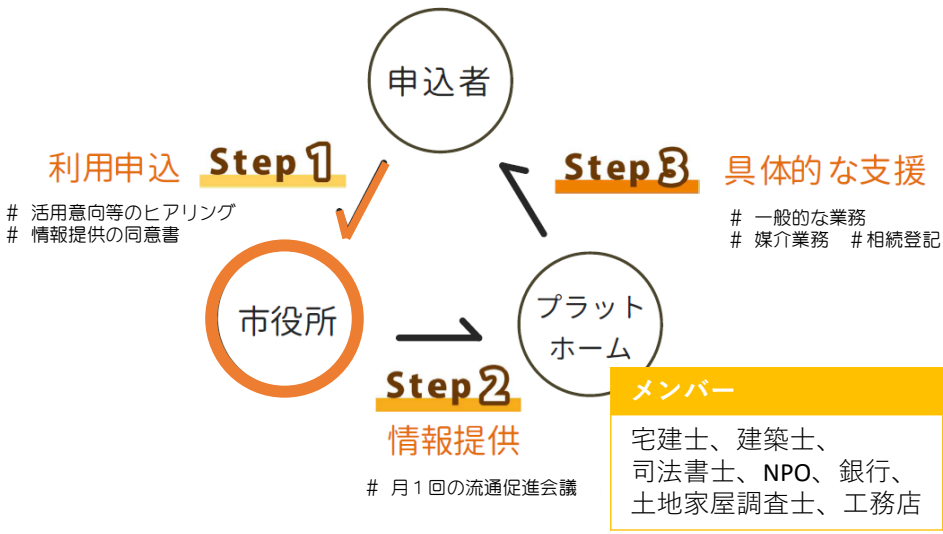 申込者
利用申込 Step 1
# 活用意向等のヒアリング
# 情報提供の同意書
Step 3 具体的な支援
# 一般的な業務
# 媒介業務 #相続登記
市役所
プラット
ホーム
Step 2
情報提供
# 月1回の流通促進会議
メンバー
宅建士、建築士、
司法書士、NPO、銀行、
土地家屋調査士、工務店